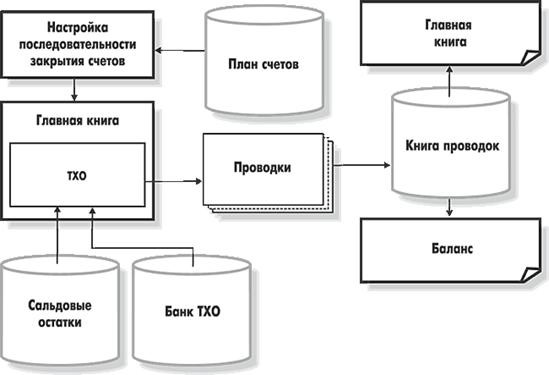 Настройка
последовательности
закрытия счетов
План счетов
Главная
книга
Главная книга
ТХО
Проводки
Книга проводок
Баланс
Сальдовые
остатки
Банк ТХО